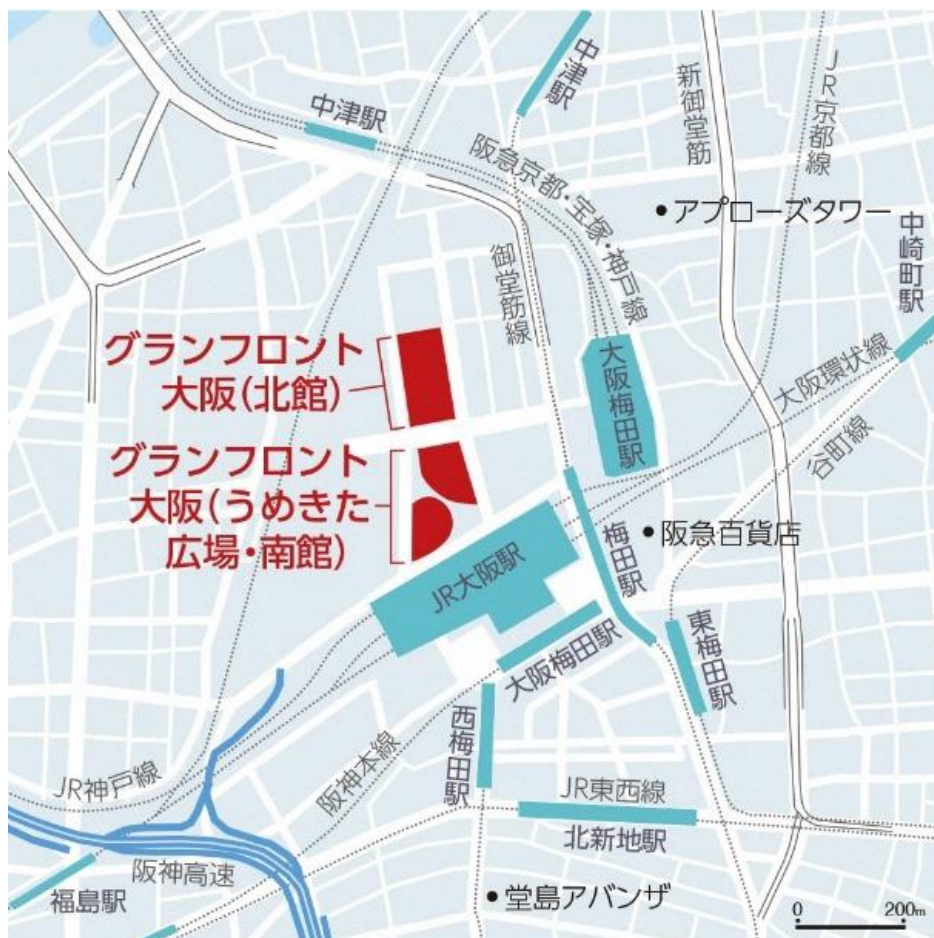 中津駅
中津駅
新御堂筋
JR京都線
阪急京都・宝塚・神戸線
アプローズタワー
中崎町駅
御堂筋線
グランフロント
大阪(北館)
大阪梅田駅
大阪環状線
谷町線
グランフロント
大阪(うめきた
広場・南館)
梅田駅
阪急百貨店
JR大阪駅
東梅田駅
大阪梅田駅
西梅田駅
阪神本線
JR神戸線
JR東西線
北新地駅
阪神高速
福島駅
堂島アバンザ
0 200m